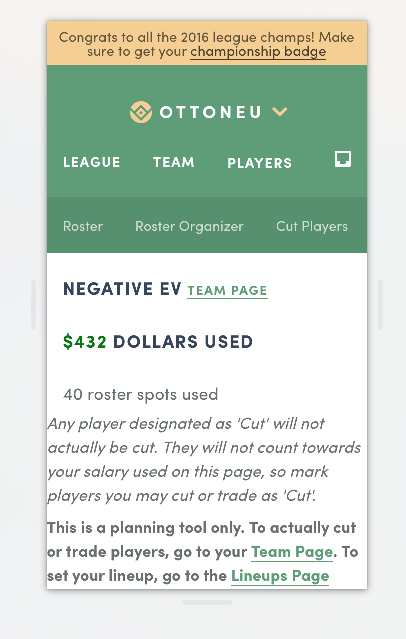 Congrats to all the 2016 league champs! Make
sure to get your championship badge
OTTONEU
LEAGUE TEAM PLAYERS
Roster Roster Organizer Cut Players
NEGATIVE EV TEAM PAGE
$432 DOLLARS USED
40 roster spots used
Any player designated as 'Cut' will not
actually be cut. They will not count towards
your salary used on this page, so mark
players you may cut or trade as 'Cut'.
This is a planning tool only. To actually cut
or trade players, go to your Team Page. To
set your lineup, go to the Lineups Page